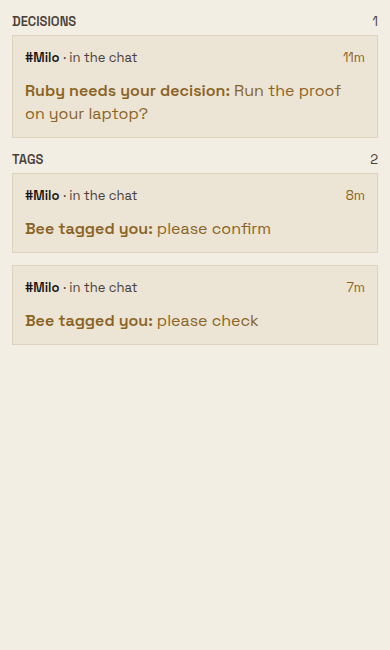 DECISIONS 1
#Milo · in the chat 11m
Ruby needs your decision: Run the proof
on your laptop?
TAGS 2
#Milo · in the chat 8m
Bee tagged you: please confirm
#Milo · in the chat 7m
Bee tagged you: please check